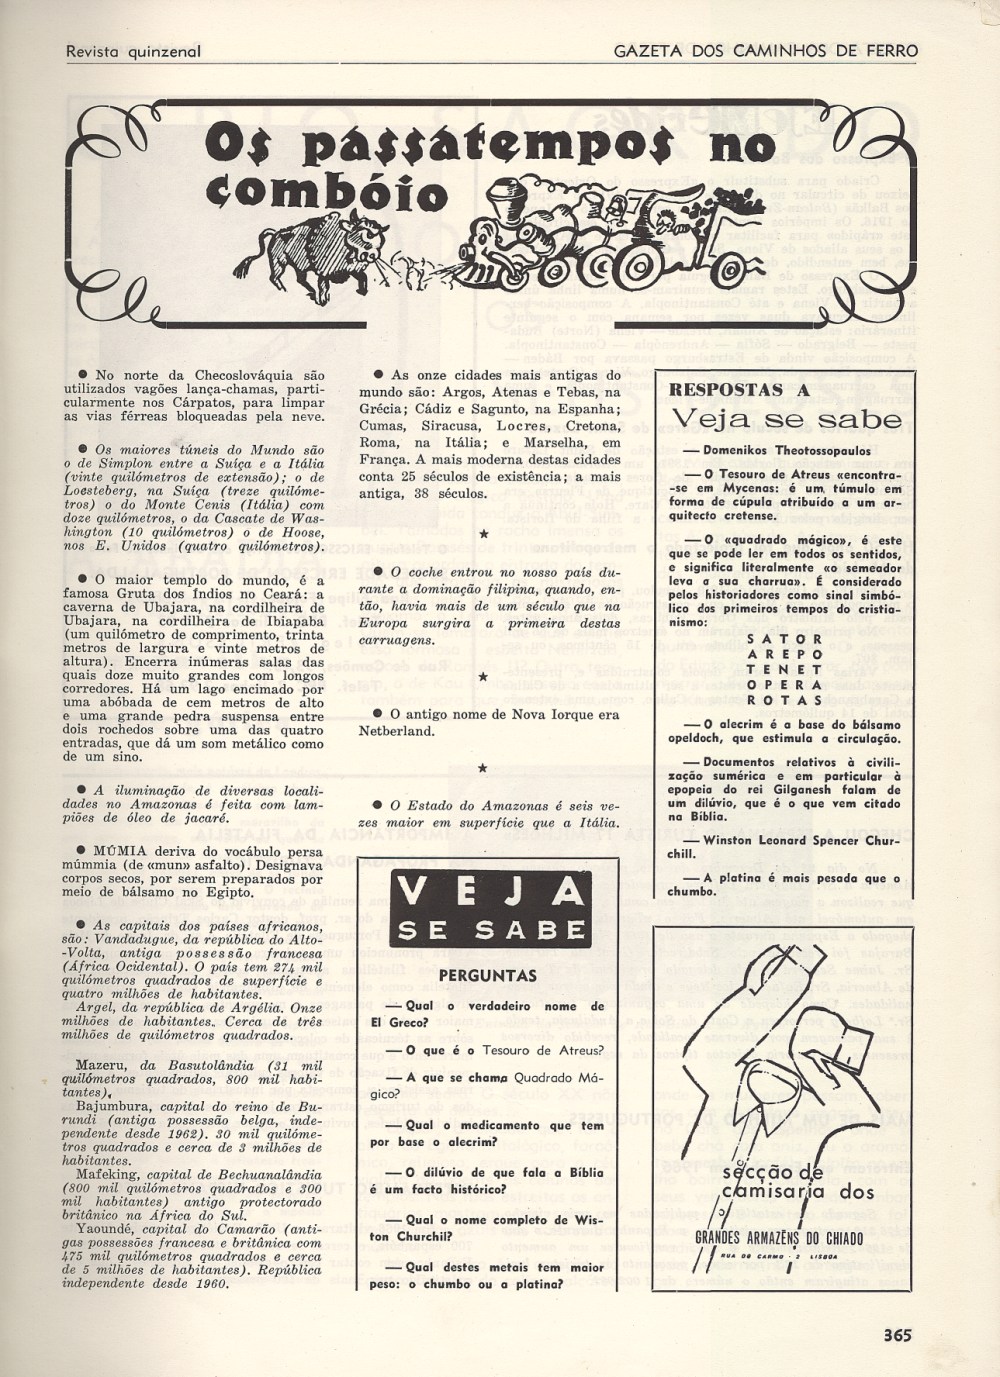 Revista quinzenal
GAZETA DOS CAMINHOS DE FERRO
Os passatempos no
combóio
● No norte da Checoslováquia são
utilizados vagões lança-chamas, parti-
cularmente nos Cárpatos, para limpar
as vias férreas bloqueadas pela neve.
● Os maiores túneis do Mundo são
o de Simplon entre a Suíça e a Itália
(vinte quilómetros de extensão); o de
Loesteberg, na Suíça (treze quilóme-
tros) o do Monte Cenis (Itália) com
doze quilómetros, o da Cascate de Was-
hington (10 quilómetros) o de Hoose,
nos E. Unidos (quatro quilómetros).
● O maior templo do mundo, é a
famosa Gruta dos Índios no Ceará: a
caverna de Ubajara, na cordilheira de
Ubajara, na cordilheira de Ibiapaba
(um quilómetro de comprimento, trinta
metros de largura e vinte metros de
altura). Encerra inúmeras salas das
quais doze muito grandes com longos
corredores. Há um lago encimado por
uma abóbada de cem metros de alto
e uma grande pedra suspensa entre
dois rochedos sobre uma das quatro
entradas, que dá um som metálico como
de um sino.
● A iluminação de diversas locali-
dades no Amazonas é feita com lam-
piões de óleo de jacaré.
● MÚMIA deriva do vocábulo persa
múmmia (de «mun» asfalto). Designava
corpos secos, por serem preparados por
meio de bálsamo no Egipto.
● As capitais dos países africanos,
são: Vandadugue, da república do Alto-
-Volta, antiga possessão francesa
(África Ocidental). O país tem 274 mil
quilómetros quadrados de superfície e
quatro milhões de habitantes.
Argel, da república de Argélia. Onze
milhões de habitantes. Cerca de três
milhões de quilómetros quadrados.
Mazeru, da Basutolândia (31 mil
quilómetros quadrados, 800 mil habi-
tantes),
Bajumbura, capital do reino de Bu-
rundi (antiga possessão belga, inde-
pendente desde 1962). 30 mil quilóme-
tros quadrados e cerca de 3 milhões de
habitantes.
Mafeking, capital de Bechuanalândia
(800 mil quilómetros quadrados e 300
mil habitantes) antigo protectorado
britânico na África do Sul.
Yaoundé, capital do Camarão (anti-
gas possessões francesa e britânica com
475 mil quilómetros quadrados e cerca
de 5 milhões de habitantes). República
independente desde 1960.
● As onze cidades mais antigas do
mundo são: Argos, Atenas e Tebas, na
Grécia; Cádiz e Sagunto, na Espanha;
Cumas, Siracusa, Locres, Cretona,
Roma, na Itália; e Marselha, em
França. A mais moderna destas cidades
conta 25 séculos de existência; a mais
antiga, 38 séculos.
★
● O coche entrou no nosso país du-
rante a dominação filipina, quando, en-
tão, havia mais de um século que na
Europa surgira a primeira destas
carruagens.
★
● O antigo nome de Nova Iorque era
Netberland.
★
● O Estado do Amazonas é seis ve-
zes maior em superfície que a Itália.
VEJA
SE SABE
PERGUNTAS
— Qual o verdadeiro nome de
El Greco?
— O que é o Tesouro de Atreus?
— A que se chama Quadrado Má-
gico?
— Qual o medicamento que tem
por base o alecrim?
— O dilúvio de que fala a Bíblia
é um facto histórico?
— Qual o nome completo de Wis-
ton Churchil?
— Qual destes metais tem maior
peso: o chumbo ou a platina?
RESPOSTAS A
Veja se sabe
— Domenikos Theotossopaulos
— O Tesouro de Atreus «encontra-
-se em Mycenas: é um túmulo em
forma de cúpula atribuído a um ar-
quitecto cretense.
— O «quadrado mágico», é este
que se pode ler em todos os sentidos,
e significa literalmente «o semeador
leva a sua charrua». É considerado
pelos historiadores como sinal simbó-
lico dos primeiros tempos do cristia-
nismo:
SATOR
AREPO
TENET
OPERA
ROTAS
— O alecrim é a base do bálsamo
opeldoch, que estimula a circulação.
— Documentos relativos à civili-
zação sumérica e em particular à
epopeia do rei Gilganesh falam de
um dilúvio, que é o que vem citado
na Bíblia.
— Winston Leonard Spencer Chur-
chill.
— A platina é mais pesada que o
chumbo.
secção de
camisaria dos
GRANDES ARMAZÉNS DO CHIADO
RUA DO CARMO - 2 LISBOA
365